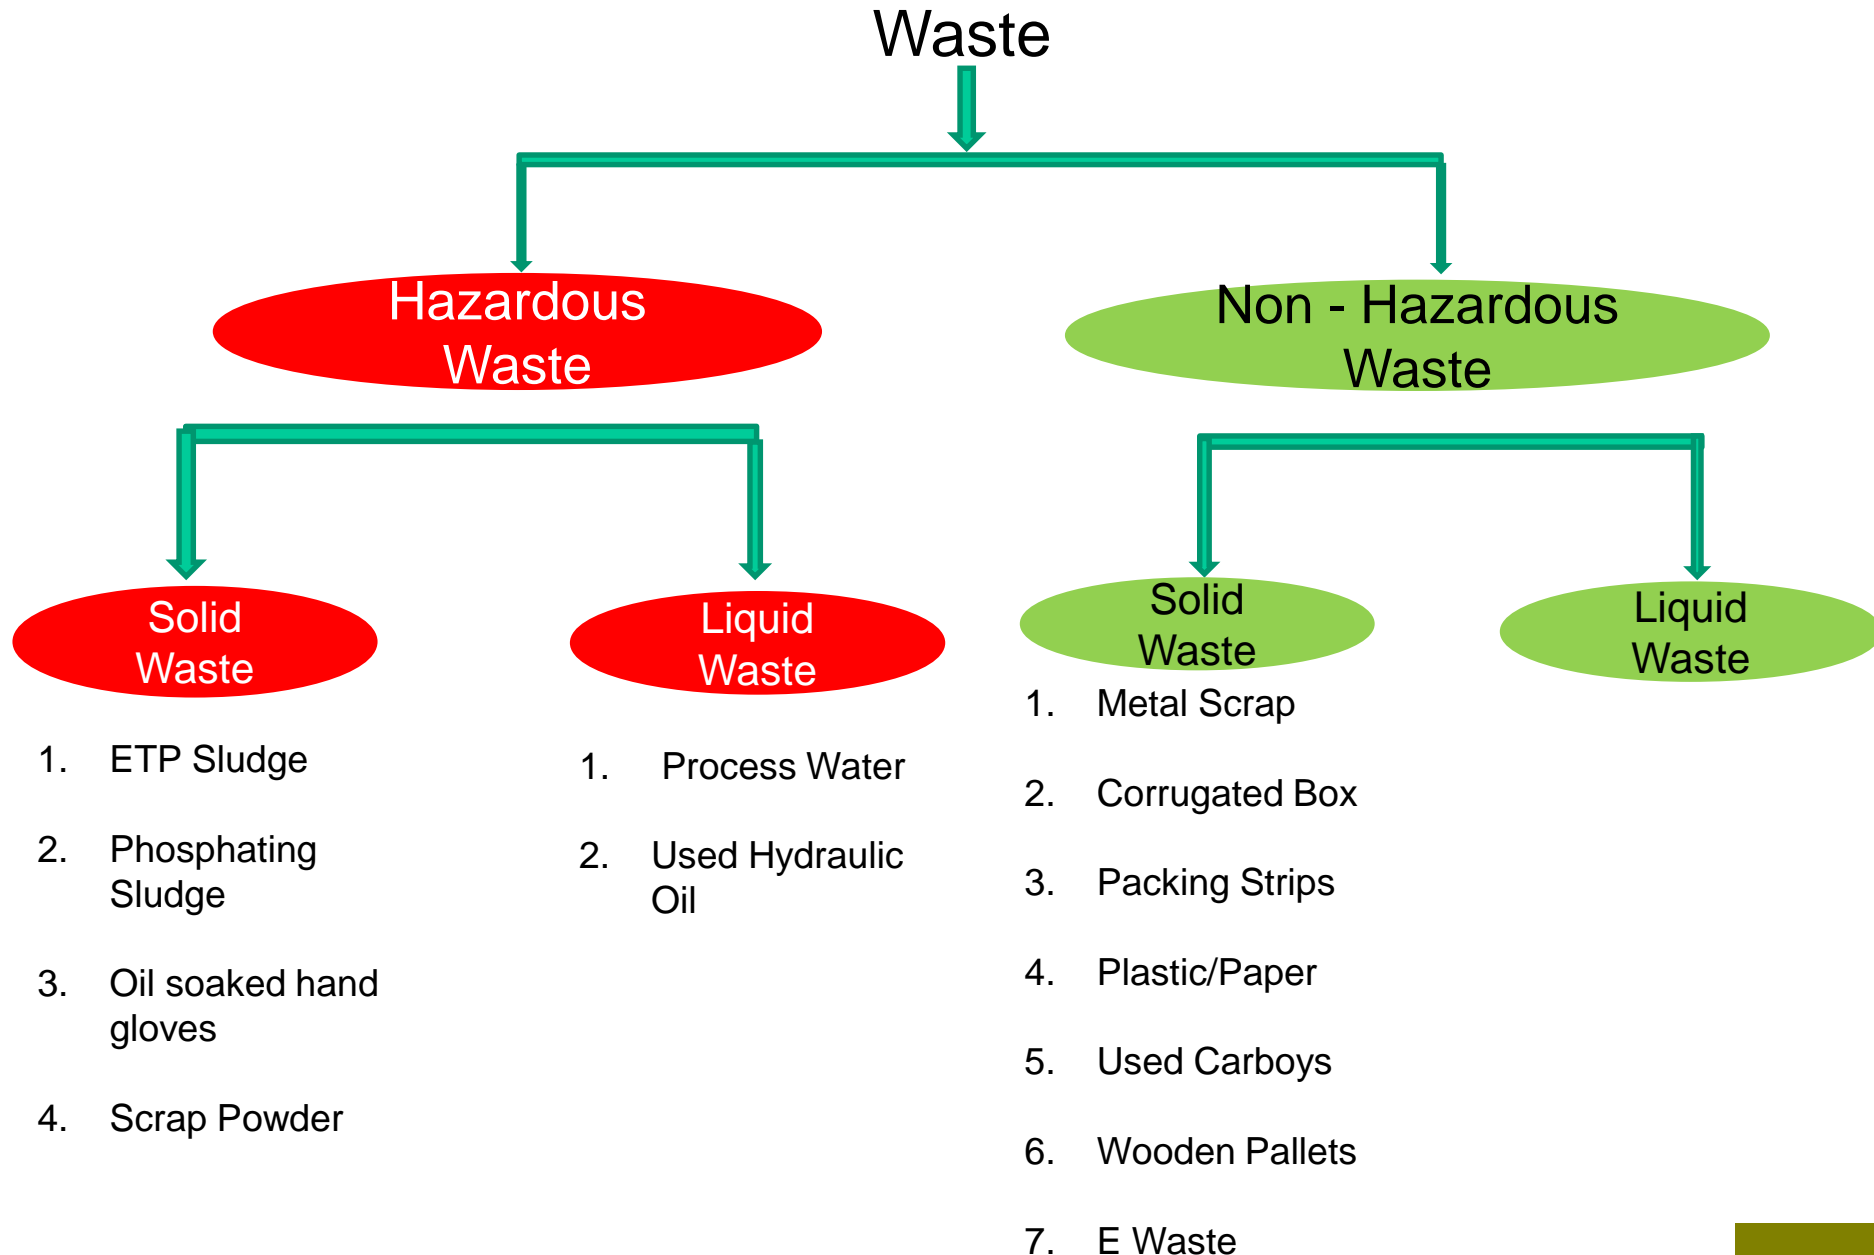 Waste
Hazardous
Waste
Non - Hazardous
Waste
Solid
Waste
Liquid
Waste
Solid
Waste
Liquid
Waste
1. ETP Sludge
2. Phosphating
Sludge
3. Oil soaked hand
gloves
4. Scrap Powder
1. Process Water
2. Used Hydraulic
Oil
1. Metal Scrap
2. Corrugated Box
3. Packing Strips
4. Plastic/Paper
5. Used Carboys
6. Wooden Pallets
7. E Waste